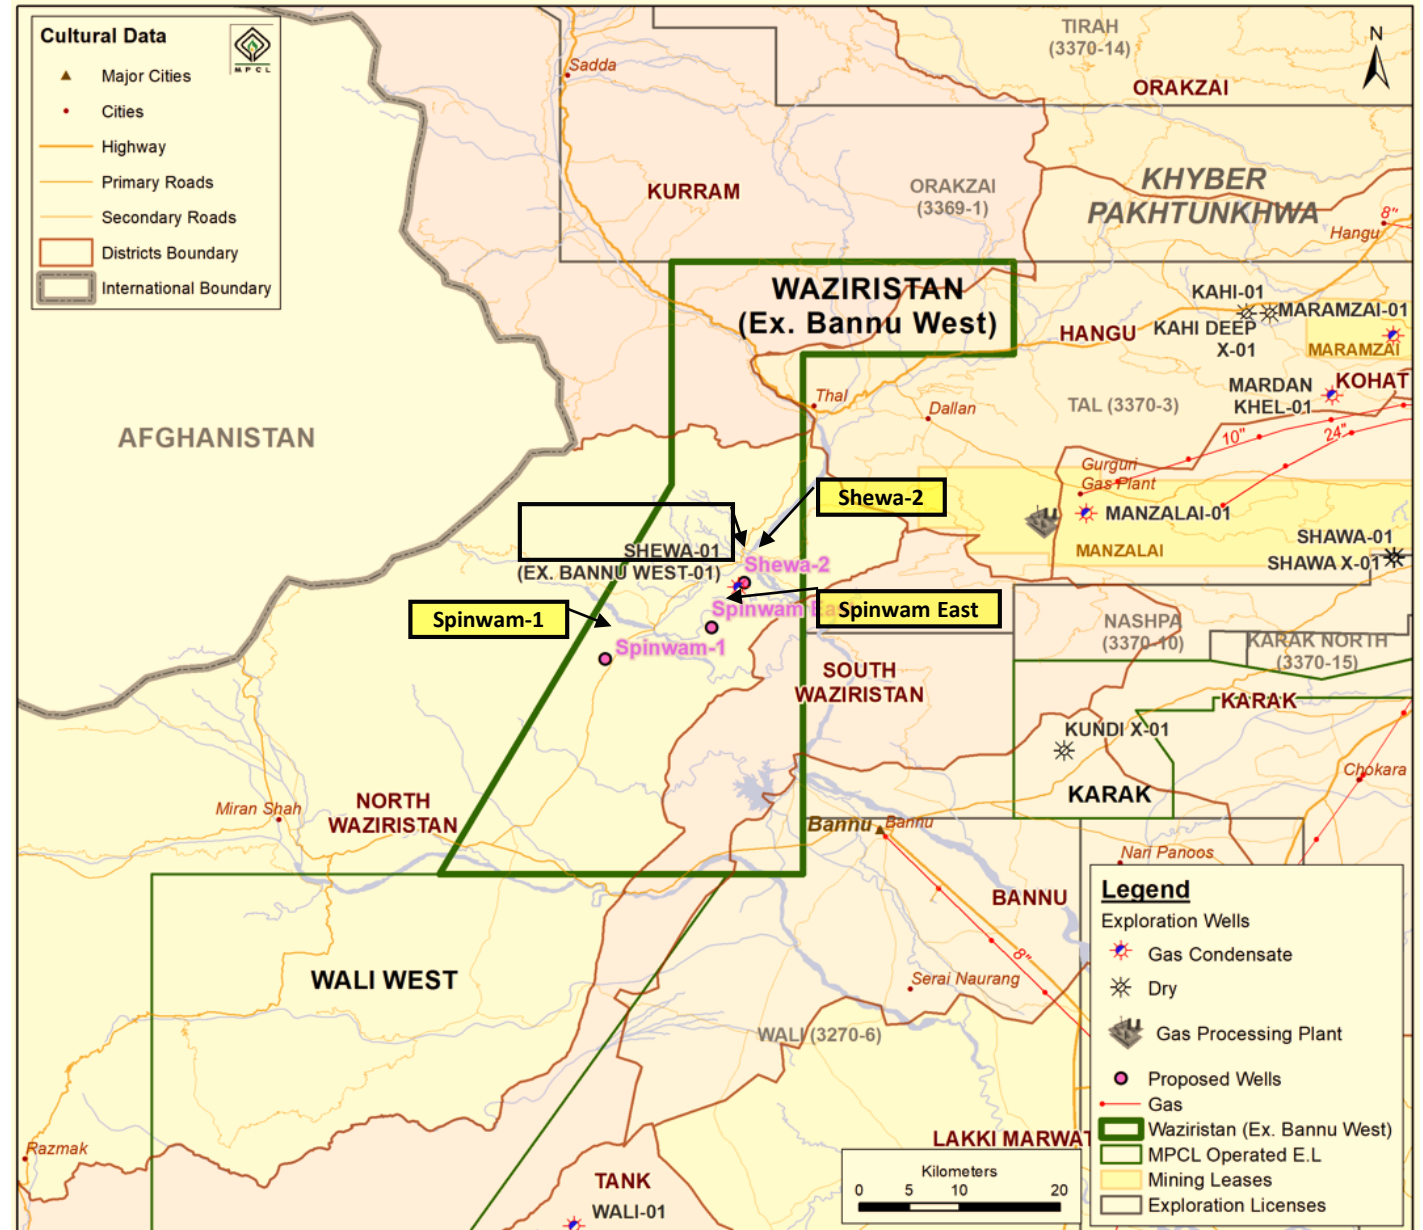 Cultural Data
MPCL
Major Cities
Cities
Highway
Primary Roads
Secondary Roads
Districts Boundary
International Boundary
TIRAH
(3370-14)
N
Sadda
ORAKZAI
KURRAM
ORAKZAI
(3369-1)
KHYBER
PAKHTUNKHWA
8"
Hangu
WAZIRISTAN
(Ex. Bannu West)
KAHI-01
MARAMZAI-01
KAHI DEEP
X-01
HANGU
MARAMZAI
MARDAN
KHEL-01
KOHAT
Thal
Dallan
TAL (3370-3)
AFGHANISTAN
10"
24"
Gurguri
Gas Plant
Shewa-2
MANZALAI-01
SHEWA-01
(EX. BANNU WEST-01)
MANZALAI
SHAWA-01
SHAWA X-01
Shewa-2
Spinwam-1
Spinwam Ea
Spinwam East
Spinwam-1
NASHPA
(3370-10)
KARAK NORTH
(3370-15)
SOUTH
WAZIRISTAN
KARAK
KUNDI X-01
Chokara
KARAK
Miran Shah
NORTH
WAZIRISTAN
Bannu
Bannu
Nari Panoos
BANNU
8"
WALI WEST
Serai Naurang
WALI (3270-6)
Razmak
LAKKI MARWAT
TANK
WALI-01
Kilometers
0 5 10 20
Legend
Exploration Wells
Gas Condensate
Dry
Gas Processing Plant
Proposed Wells
Gas
Waziristan (Ex. Bannu West)
MPCL Operated E.L
Mining Leases
Exploration Licenses